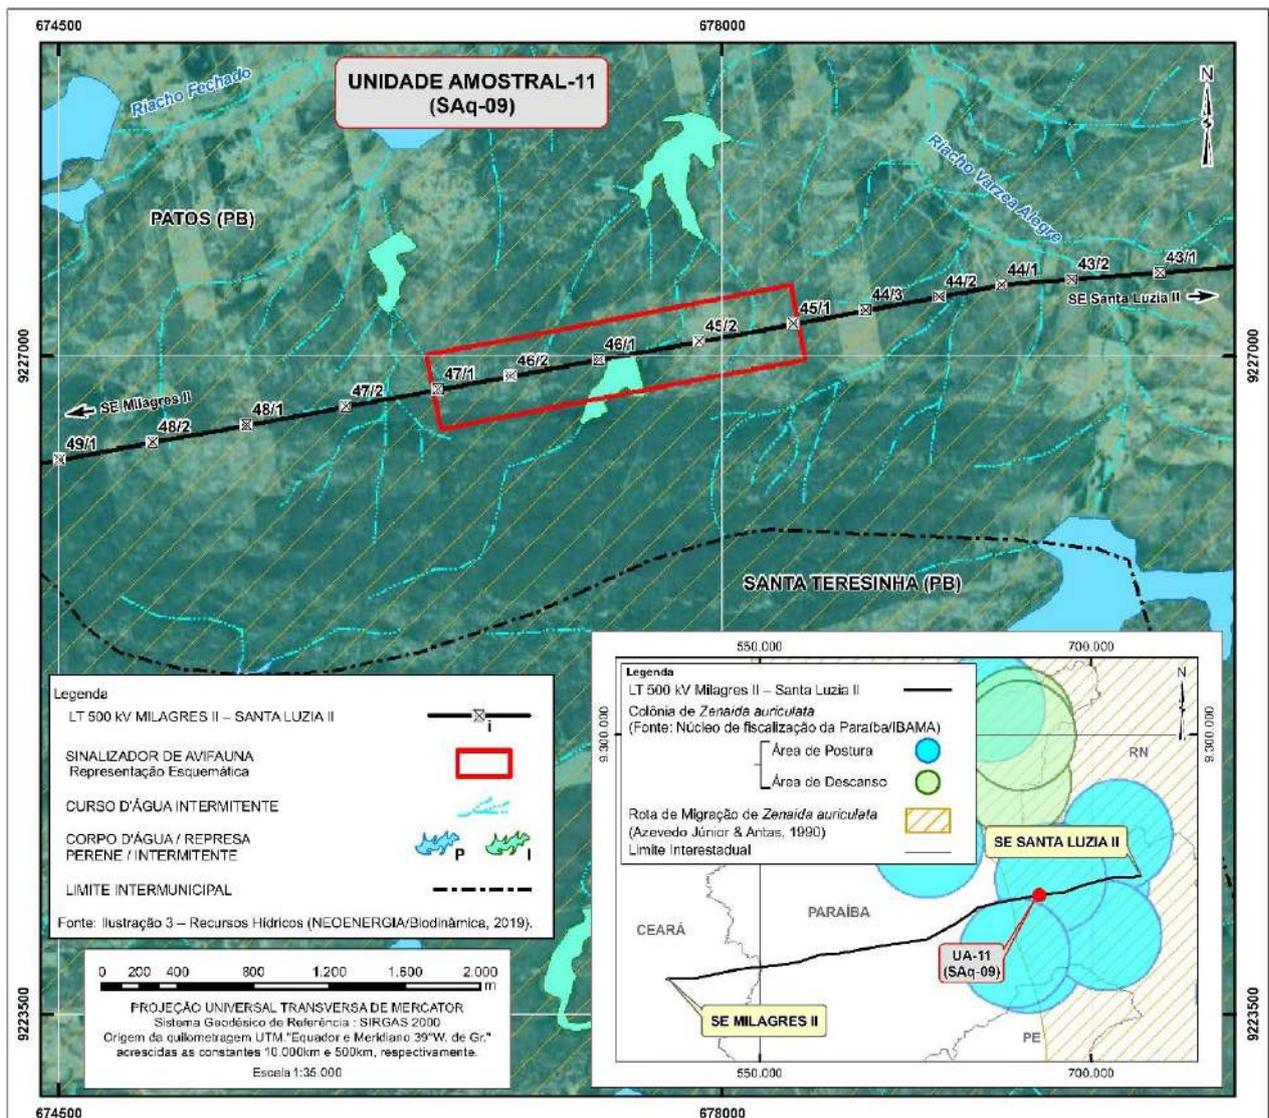 674500
678000
UNIDADE AMOSTRAL-11
(SAq-09)
N
Riacho Fechado
Riacho Varzea Alegre
PATOS (PB)
43/1
43/2
44/1
44/2
44/3
SE Santa Luzia II
45/1
45/2
46/1
46/2
47/1
47/2
48/1
48/2
49/1
SE Milagres II
9227000
9227000
SANTA TERESINHA (PB)
Legenda
LT 500 kV MILAGRES II – SANTA LUZIA II
i
SINALIZADOR DE AVIFAUNA
Representação Esquemática
CURSO D'ÁGUA INTERMITENTE
CORPO D'ÁGUA / REPRESA
PERENE / INTERMITENTE
P
I
LIMITE INTERMUNICIPAL
Fonte: Ilustração 3 – Recursos Hídricos (NEOENERGIA/Biodinâmica, 2019).
0 200 400 800 1.200 1.600 2.000
m
PROJEÇÃO UNIVERSAL TRANSVERSA DE MERCATOR
Sistema Geodésico de Referência : SIRGAS 2000
Origem da quilometragem UTM."Equador e Meridiano 39°W. de Gr."
acrescidas as constantes 10.000km e 500km, respectivamente.
Escala 1:35.000
550.000
700.000
Legenda
LT 500 kV Milagres II – Santa Luzia II
Colônia de Zenaida auriculata
(Fonte: Núcleo de fiscalização da Paraíba/IBAMA)
Área de Postura
Área de Descanso
Rota de Migração de Zenaida auriculata
(Azevedo Júnior & Antas, 1990)
Limite Interestadual
N
9.300.000
9.300.000
RN
SE SANTA LUZIA II
PARAÍBA
CEARÁ
UA-11
(SAq-09)
SE MILAGRES II
PE
550.000
700.000
9223500
9223500
674500
678000